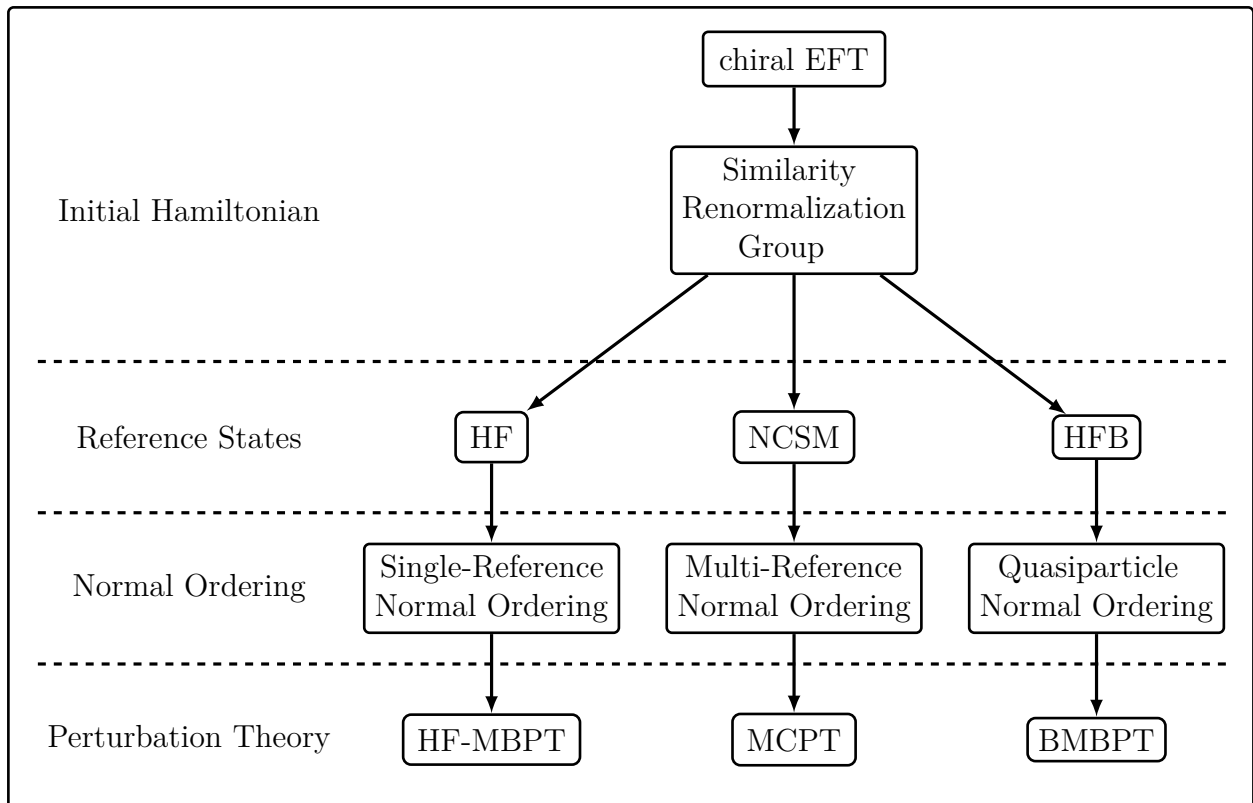 chiral EFT
Initial Hamiltonian
Similarity
Renormalization
Group
Reference States
HF
NCSM
HFB
Normal Ordering
Single-Reference
Normal Ordering
Multi-Reference
Normal Ordering
Quasiparticle
Normal Ordering
Perturbation Theory
HF-MBPT
MCPT
BMBPT